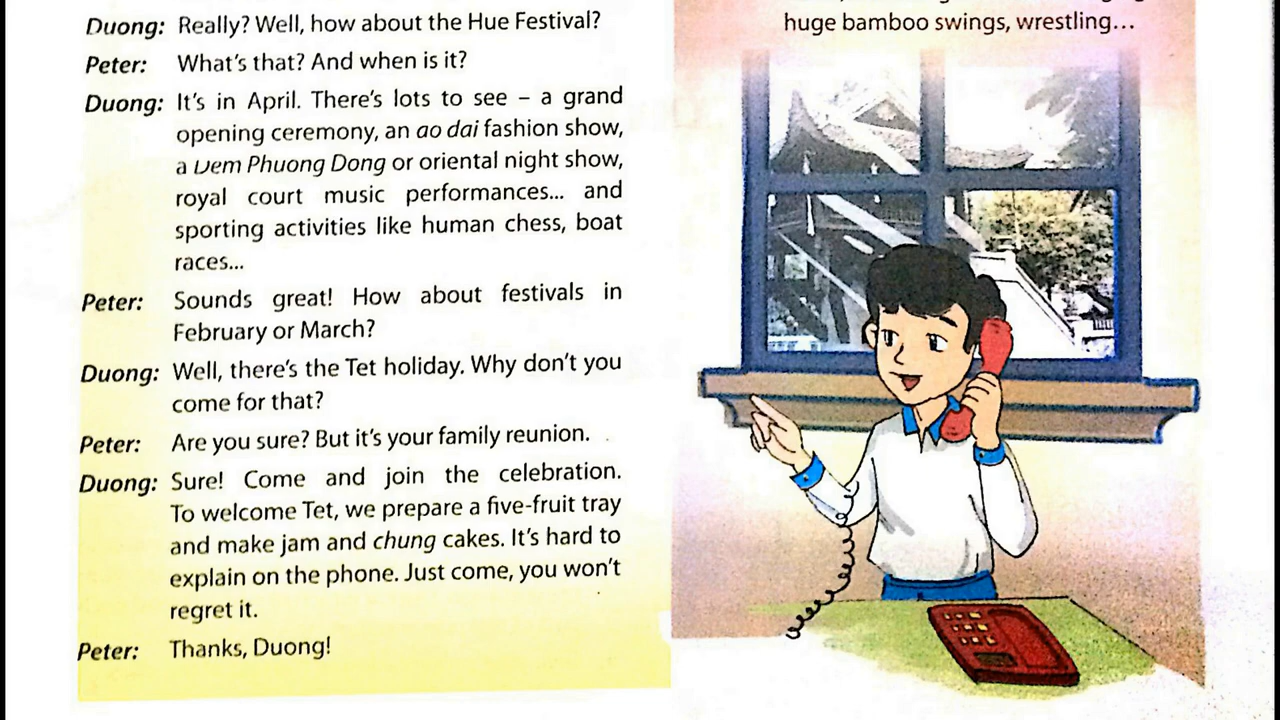 Duong: Really? Well, how about the Hue Festival?
Peter: What's that? And when is it?
Duong: It's in April. There's lots to see – a grand
opening ceremony, an ao dai fashion show,
a Dem Phuong Dong or oriental night show,
royal court music performances... and
sporting activities like human chess, boat
races...
Peter: Sounds great! How about festivals in
February or March?
Duong: Well, there's the Tet holiday. Why don't you
come for that?
Peter: Are you sure? But it's your family reunion.
Duong: Sure! Come and join the celebration.
To welcome Tet, we prepare a five-fruit tray
and make jam and chung cakes. It's hard to
explain on the phone. Just come, you won't
regret it.
Peter: Thanks, Duong!
huge bamboo swings, wrestling...